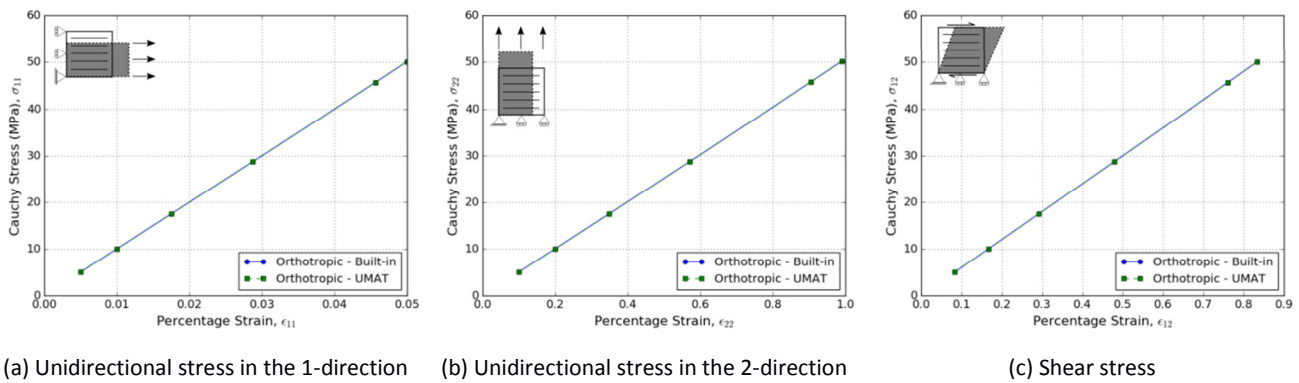 60
50
40
30
20
10
0
Cauchy Stress (MPa), σ11
0.00 0.01 0.02 0.03 0.04 0.05
Percentage Strain, ϵ11
Orthotropic - Built-in
Orthotropic - UMAT
(a) Unidirectional stress in the 1-direction
60
50
40
30
20
10
0
Cauchy Stress (MPa), σ22
0.0 0.2 0.4 0.6 0.8 1.0
Percentage Strain, ϵ22
Orthotropic - Built-in
Orthotropic - UMAT
(b) Unidirectional stress in the 2-direction
60
50
40
30
20
10
0
Cauchy Stress (MPa), σ12
0.0 0.1 0.2 0.3 0.4 0.5 0.6 0.7 0.8 0.9
Percentage Strain, ϵ12
Orthotropic - Built-in
Orthotropic - UMAT
(c) Shear stress